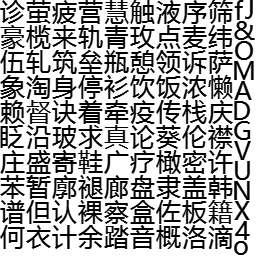 诊萤疲营慧触液序筛fJ
豪榄来轨青玫点麦纬&O
伍轧筑垒瓶憩领诉萨M
象淘身停衫饮饭浓懒A
赖督诀着牵疫传栈庆D
眨沿玻求真论葵伦襟G
庄盛寄鞋广疗橄密许V
苯暂廓褪廊盘隶盖韩U
谱但认裸察盒佐板籍N
何衣计余踏音概洛滴X4o